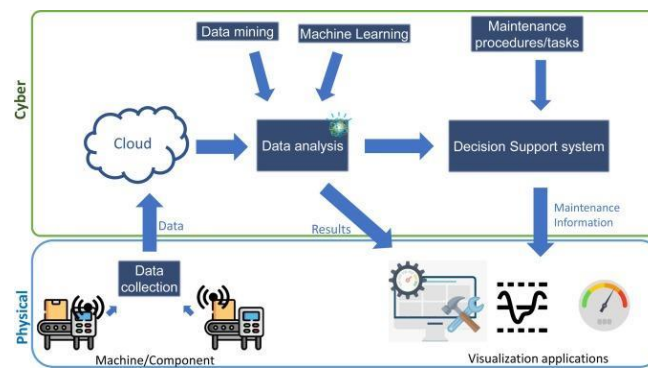 Data mining
Machine Learning
Maintenance
procedures/tasks
Cyber
Cloud
Data analysis
Decision Support system
Data
Results
Maintenance
Information
Physical
Data
collection
Machine/Component
Visualization applications